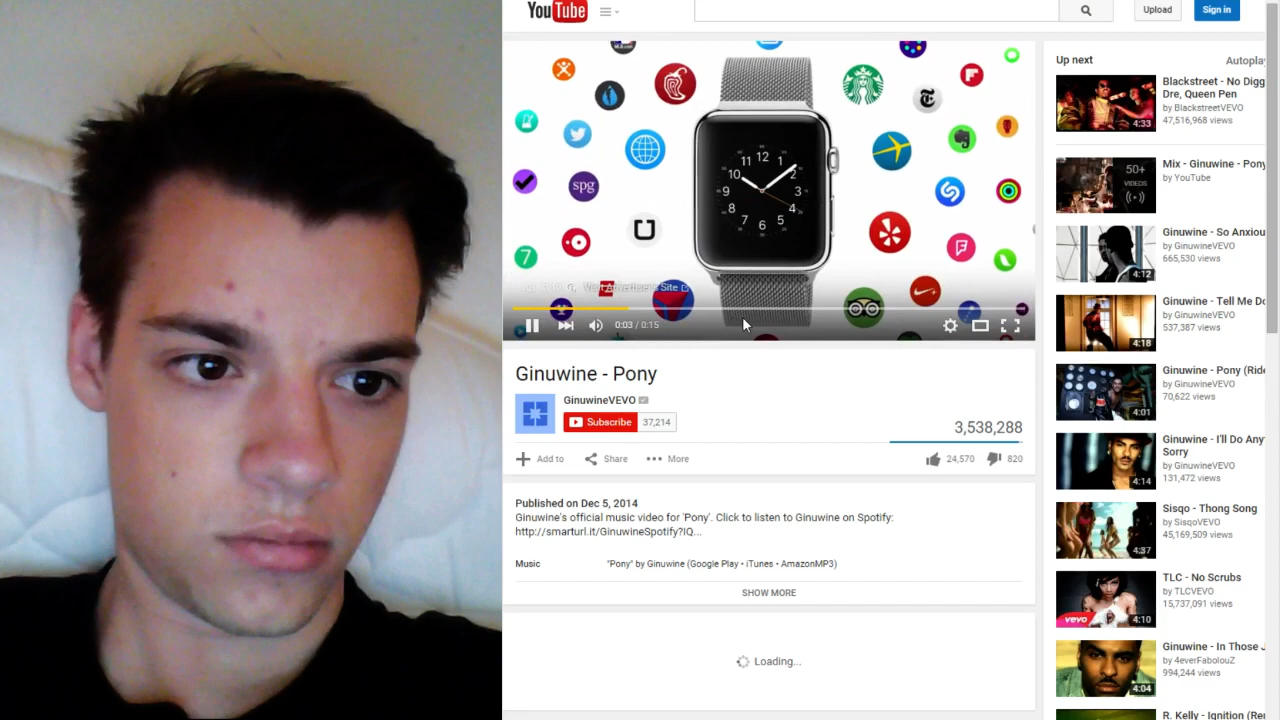 YouTube
Upload
Sign in
spg
7
12
11
1
10
2
9
3
8
4
7
5
6
Visit Advertiser's Site
0:03 / 0:15
Ginuwine - Pony
GinuwineVEVO
Subscribe
37,214
3,538,288
Add to
Share
More
24,570
820
Published on Dec 5, 2014
Ginuwine's official music video for 'Pony'. Click to listen to Ginuwine on Spotify:
http://smarturl.it/GinuwineSpotify?IQ...
Music
"Pony" by Ginuwine (Google Play • iTunes • AmazonMP3)
SHOW MORE
Loading...
Up next
Autoplay
Blackstreet - No Digg
Dre, Queen Pen
by BlackstreetVEVO
47,516,968 views
4:33
Mix - Ginuwine - Pony
by YouTube
50+
VIDEOS
Ginuwine - So Anxiou
by GinuwineVEVO
665,530 views
4:12
Ginuwine - Tell Me Do
by GinuwineVEVO
537,387 views
4:18
Ginuwine - Pony (Ride
by GinuwineVEVO
70,622 views
4:01
Ginuwine - I'll Do Any
Sorry
by GinuwineVEVO
131,472 views
4:14
Sisqo - Thong Song
by SisqoVEVO
45,169,509 views
4:37
TLC - No Scrubs
by TLCVEVO
15,737,091 views
vevo
4:10
Ginuwine - In Those J
by 4everFabolouZ
994,244 views
4:04
R. Kelly - Ignition (Re